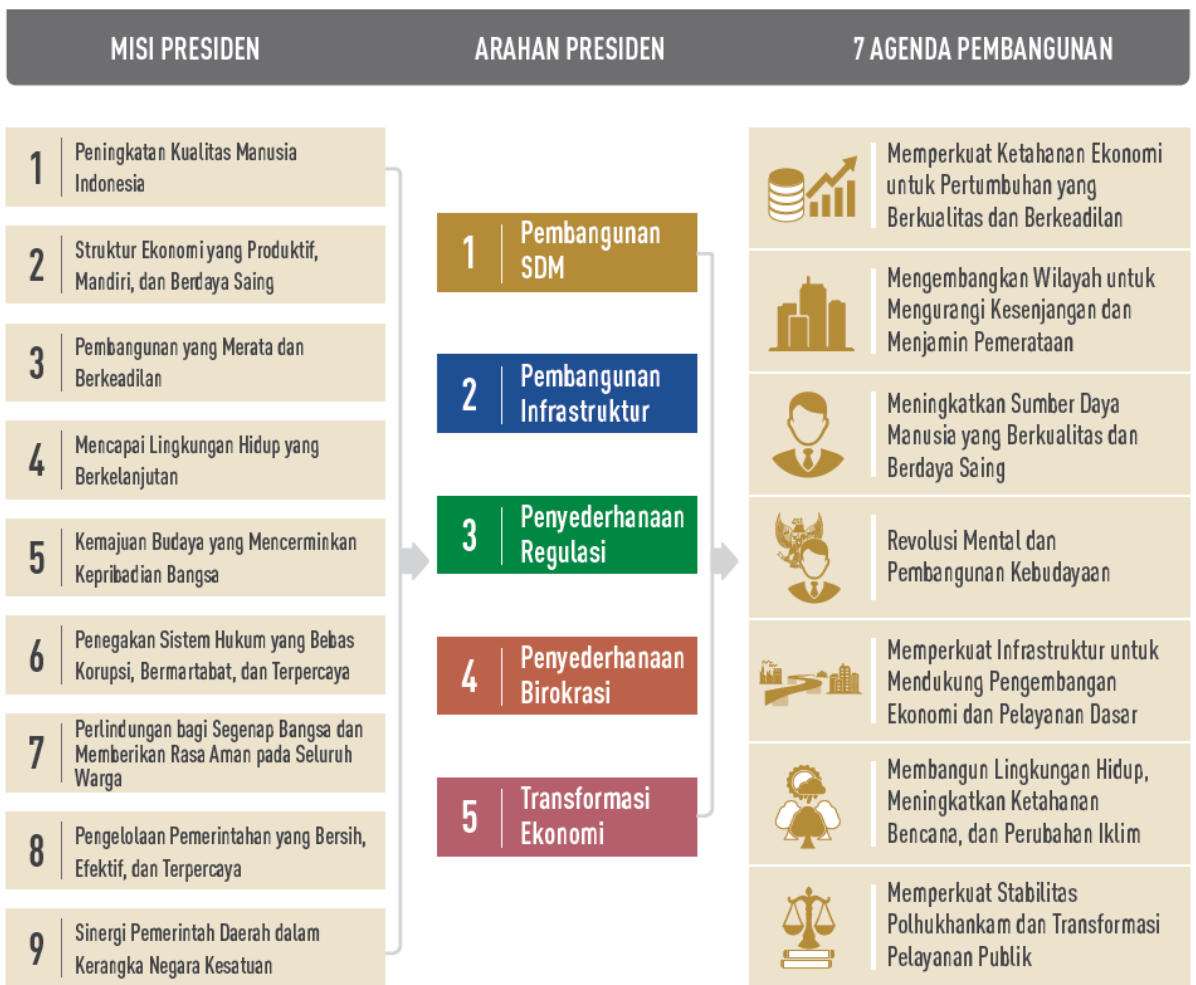 MISI PRESIDEN
ARAHAN PRESIDEN
7 AGENDA PEMBANGUNAN
1
Peningkatan Kualitas Manusia
Indonesia
2
Struktur Ekonomi yang Produktif,
Mandiri, dan Berdaya Saing
3
Pembangunan yang Merata dan
Berkeadilan
4
Mencapai Lingkungan Hidup yang
Berkelanjutan
5
Kemajuan Budaya yang Mencerminkan
Kepribadian Bangsa
6
Penegakan Sistem Hukum yang Bebas
Korupsi, Bermartabat, dan Terpercaya
7
Perlindungan bagi Segenap Bangsa dan
Memberikan Rasa Aman pada Seluruh
Warga
8
Pengelolaan Pemerintahan yang Bersih,
Efektif, dan Terpercaya
9
Sinergi Pemerintah Daerah dalam
Kerangka Negara Kesatuan
1
Pembangunan
SDM
2
Pembangunan
Infrastruktur
3
Penyederhanaan
Regulasi
4
Penyederhanaan
Birokrasi
5
Transformasi
Ekonomi
Memperkuat Ketahanan Ekonomi
untuk Pertumbuhan yang
Berkualitas dan Berkeadilan
Mengembangkan Wilayah untuk
Mengurangi Kesenjangan dan
Menjamin Pemerataan
Meningkatkan Sumber Daya
Manusia yang Berkualitas dan
Berdaya Saing
Revolusi Mental dan
Pembangunan Kebudayaan
Memperkuat Infrastruktur untuk
Mendukung Pengembangan
Ekonomi dan Pelayanan Dasar
Membangun Lingkungan Hidup,
Meningkatkan Ketahanan
Bencana, dan Perubahan Iklim
Memperkuat Stabilitas
Polhukhankam dan Transformasi
Pelayanan Publik